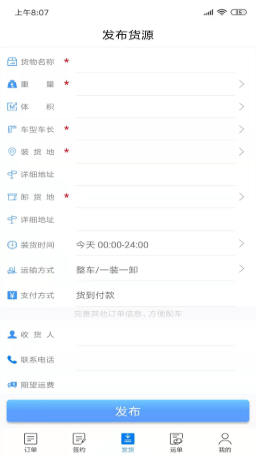 上午8:07
发布货源
货物名称 *
重 量 *
体 积
车型车长 *
装 货 地 *
详细地址
卸 货 地 *
详细地址
装货时间 今天 00:00-24:00
运输方式 整车/一装一卸
支付方式 货到付款
完善其他订单信息，方便配车
收 货 人
联系电话
期望运费
发布
订单 签约 发货 运单 我的